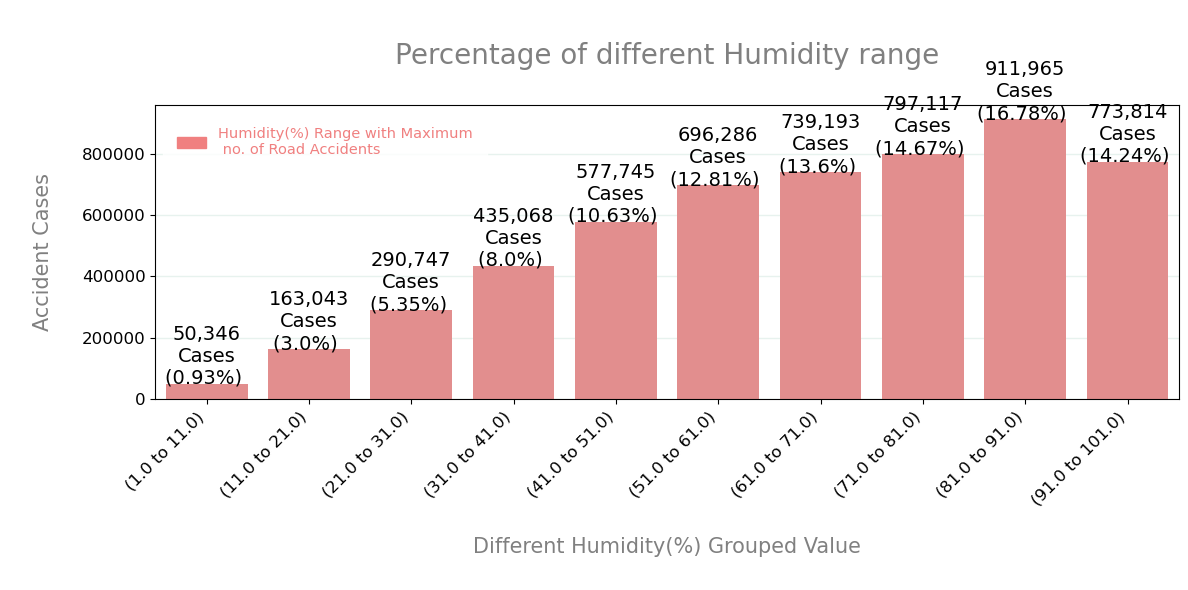 Percentage of different Humidity range
Humidity(%) Range with Maximum
no. of Road Accidents
Accident Cases
800000
600000
400000
200000
0
50,346
Cases
(0.93%)
163,043
Cases
(3.0%)
290,747
Cases
(5.35%)
435,068
Cases
(8.0%)
577,745
Cases
(10.63%)
696,286
Cases
(12.81%)
739,193
Cases
(13.6%)
797,117
Cases
(14.67%)
911,965
Cases
(16.78%)
773,814
Cases
(14.24%)
(1.0 to 11.0)
(11.0 to 21.0)
(21.0 to 31.0)
(31.0 to 41.0)
(41.0 to 51.0)
(51.0 to 61.0)
(61.0 to 71.0)
(71.0 to 81.0)
(81.0 to 91.0)
(91.0 to 101.0)
Different Humidity(%) Grouped Value